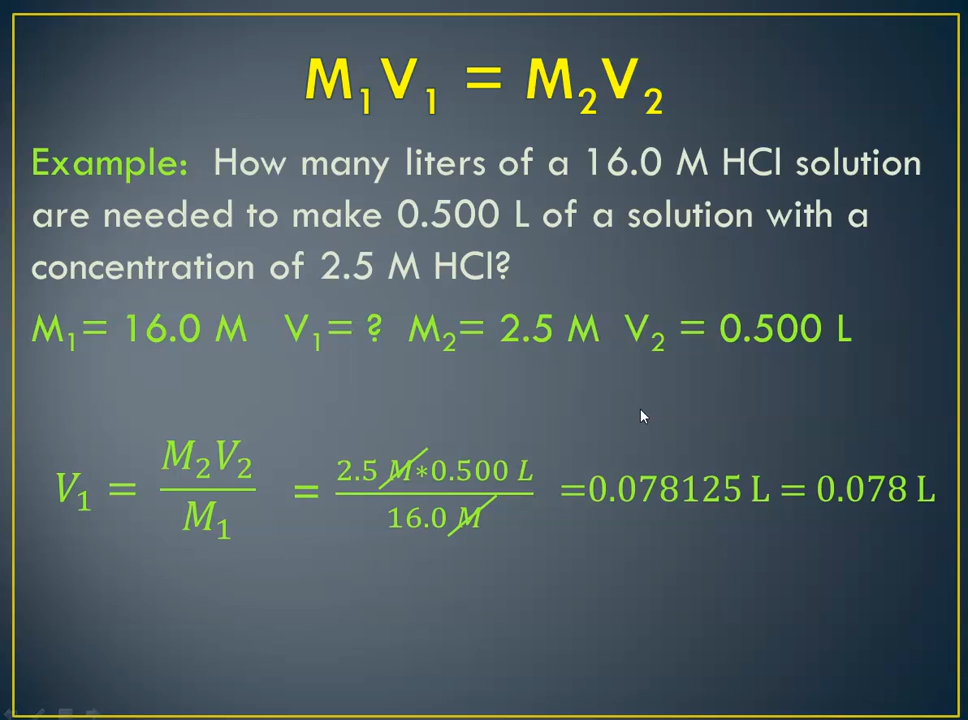 M₁V₁ = M₂V₂
Example: How many liters of a 16.0 M HCl solution
are needed to make 0.500 L of a solution with a
concentration of 2.5 M HCl?
M₁= 16.0 M V₁= ? M₂= 2.5 M V₂ = 0.500 L
V₁ = M₂V₂/M₁ = 2.5 M*0.500 L/16.0 M =0.078125 L = 0.078 L